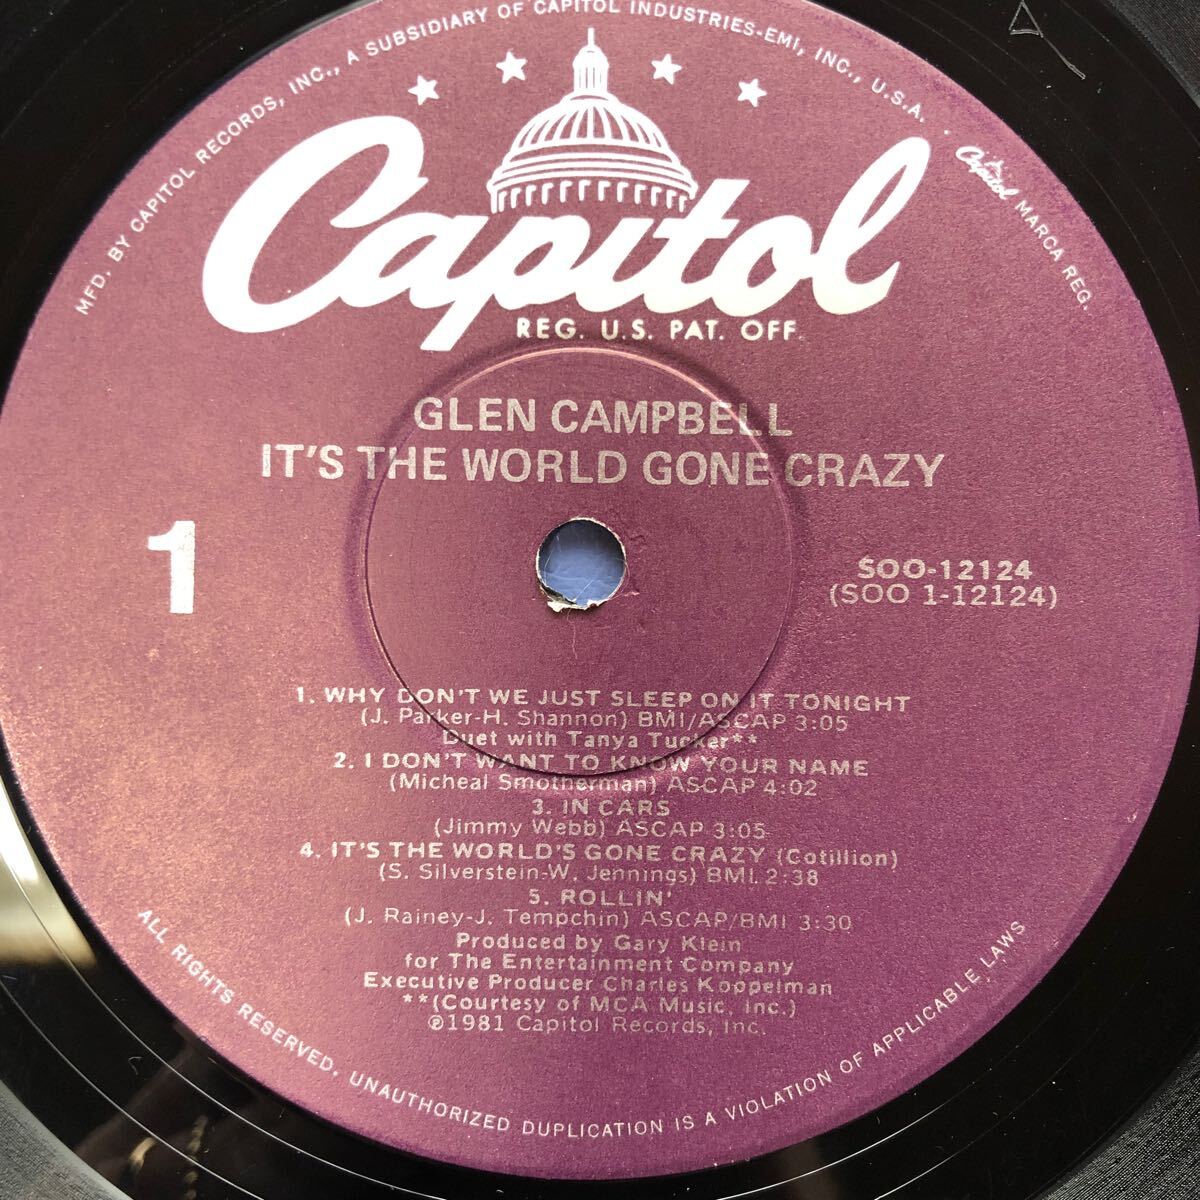 MFD. BY CAPITOL RECORDS, INC., A SUBSIDIARY OF CAPITOL INDUSTRIES-EMI, INC., U.S.A. · Capitol MARCA REG.
Capitol
REG. U.S. PAT. OFF.
GLEN CAMPBELL
IT'S THE WORLD GONE CRAZY
1
SOO-12124
(SOO 1-12124)
1. WHY DON'T WE JUST SLEEP ON IT TONIGHT
(J. Parker-H. Shannon) BMI/ASCAP 3:05
Duet with Tanya Tucker**
2. I DON'T WANT TO KNOW YOUR NAME
(Micheal Smotherman) ASCAP 4:02
3. IN CARS
(Jimmy Webb) ASCAP 3:05
4. IT'S THE WORLD'S GONE CRAZY (Cotillion)
(S. Silverstein-W. Jennings) BMI 2:38
5. ROLLIN'
(J. Rainey-J. Tempchin) ASCAP/BMI 3:30
Produced by Gary Klein
for The Entertainment Company
Executive Producer Charles Koppelman
**(Courtesy of MCA Music, Inc.)
℗1981 Capitol Records, Inc.
ALL RIGHTS RESERVED. UNAUTHORIZED DUPLICATION IS A VIOLATION OF APPLICABLE LAWS